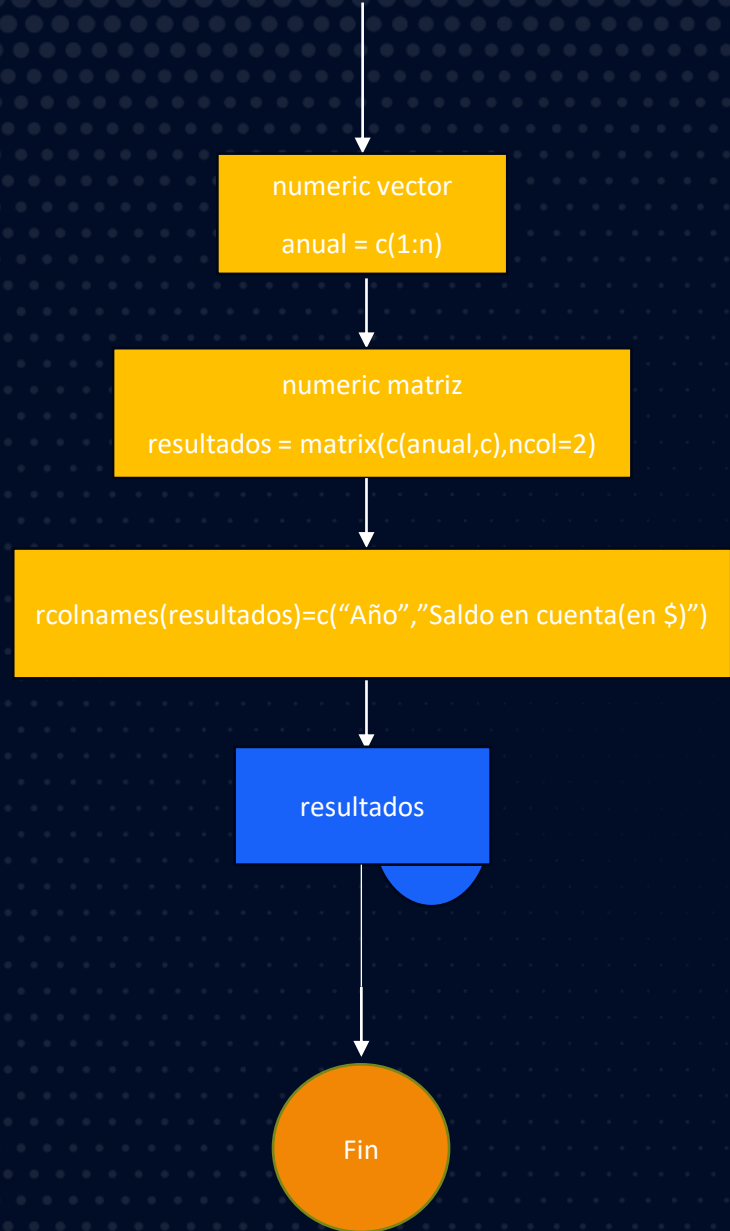 numeric vector
anual = c(1:n)
numeric matriz
resultados = matrix(c(anual,c),ncol=2)
rcolnames(resultados)=c(“Año”,”Saldo en cuenta(en $)”)
resultados
Fin